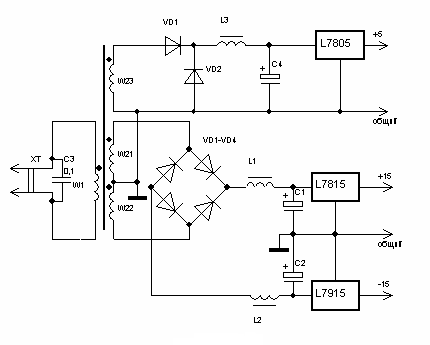 VD1
L3
L7805
+5
VD2
C4
W23
общий
XT
C3
0,1
W1
W21
W22
VD1-VD4
L1
C1
L7815
+15
общий
C2
L2
L7915
-15